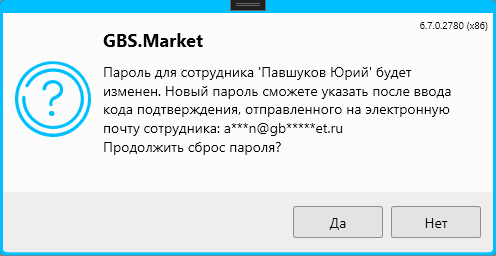 6.7.0.2780 (x86)
GBS.Market
Пароль для сотрудника 'Павшуков Юрий' будет
изменен. Новый пароль сможете указать после ввода
кода подтверждения, отправленного на электронную
почту сотрудника: a***n@gb*****et.ru
Продолжить сброс пароля?
Да
Нет